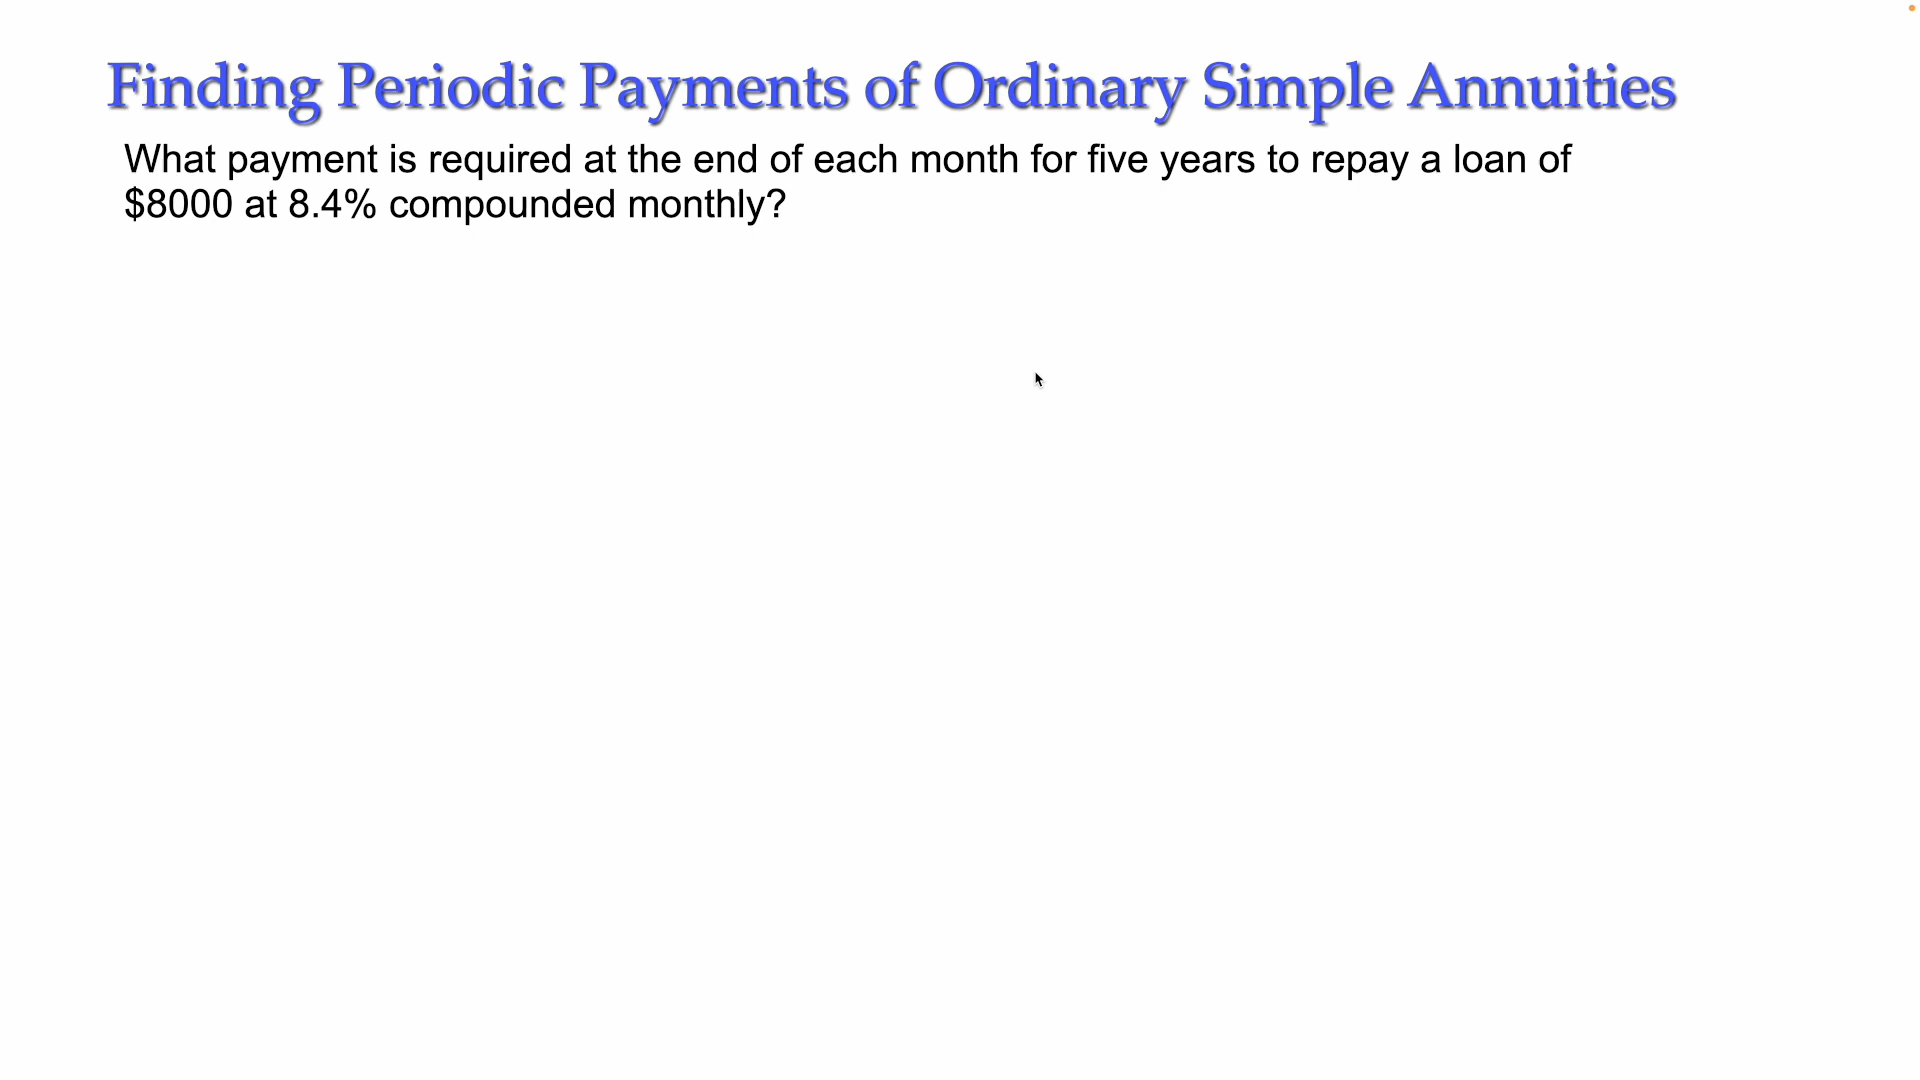 Finding Periodic Payments of Ordinary Simple Annuities
What payment is required at the end of each month for five years to repay a loan of
$8000 at 8.4% compounded monthly?